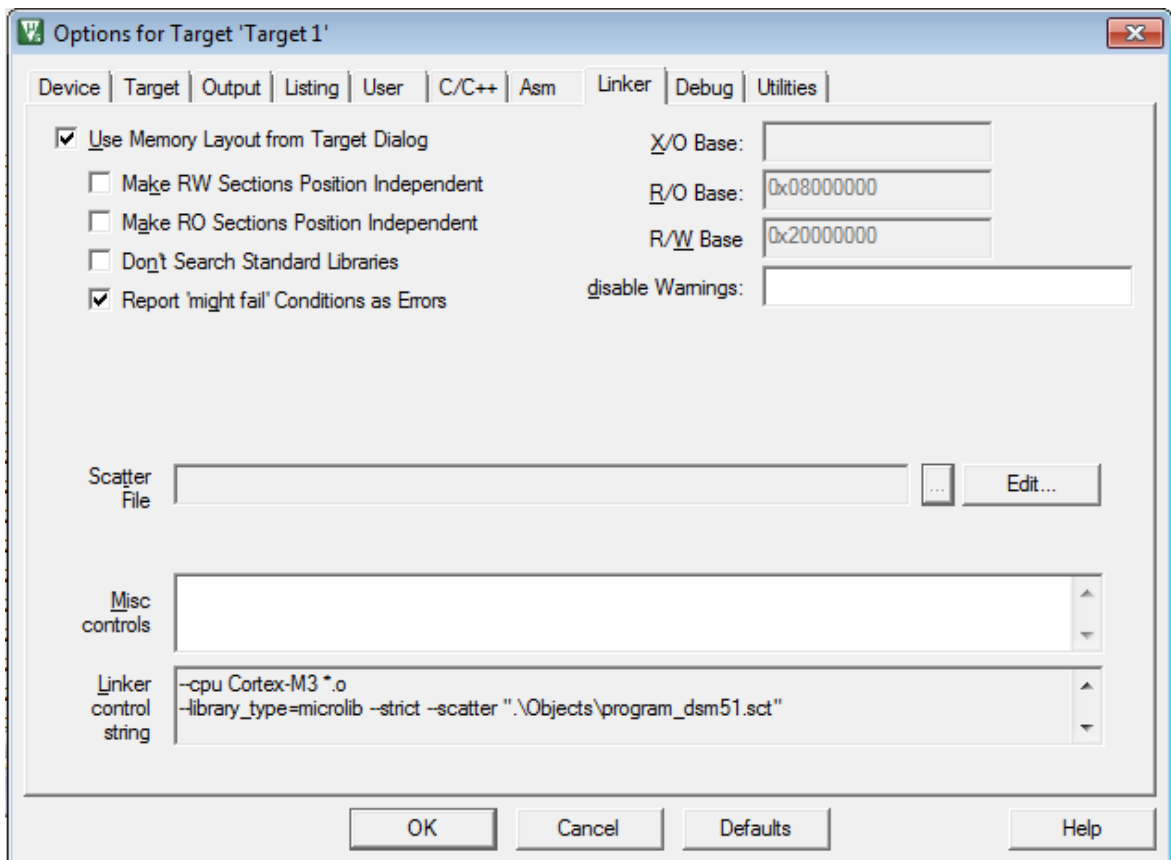 Options for Target 'Target 1'
Device Target Output Listing User C/C++ Asm Linker Debug Utilities
Use Memory Layout from Target Dialog
Make RW Sections Position Independent
Make RO Sections Position Independent
Don't Search Standard Libraries
Report 'might fail' Conditions as Errors
X/O Base:
R/O Base: 0x08000000
R/W Base 0x20000000
disable Warnings:
Scatter
File
...
Edit...
Misc
controls
Linker
control
string
--cpu Cortex-M3 *.o
--library_type=microlib --strict --scatter ".\Objects\program_dsm51.sct"
OK Cancel Defaults Help